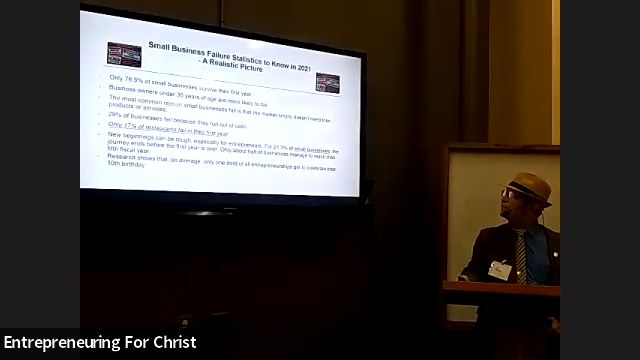 Small Business Failure Statistics to Know in 2021
- A Realistic Picture
Only 78.5% of small businesses survive their first year
Business owners under 30 years of age are more likely to fail
The most common reason small businesses fail is that the market simply doesn't need their
products or services.
29% of businesses fail because they run out of cash
Only 17% of restaurants fail in their first year
New beginnings can be tough, especially for entrepreneurs. For 21.5% of small businesses, the
journey ends before the first year is over. Only about half of businesses manage to reach their
fifth fiscal year.
Research shows that, on average, only one third of all entrepreneurships get to celebrate their
10th birthday.
Entrepreneuring For Christ